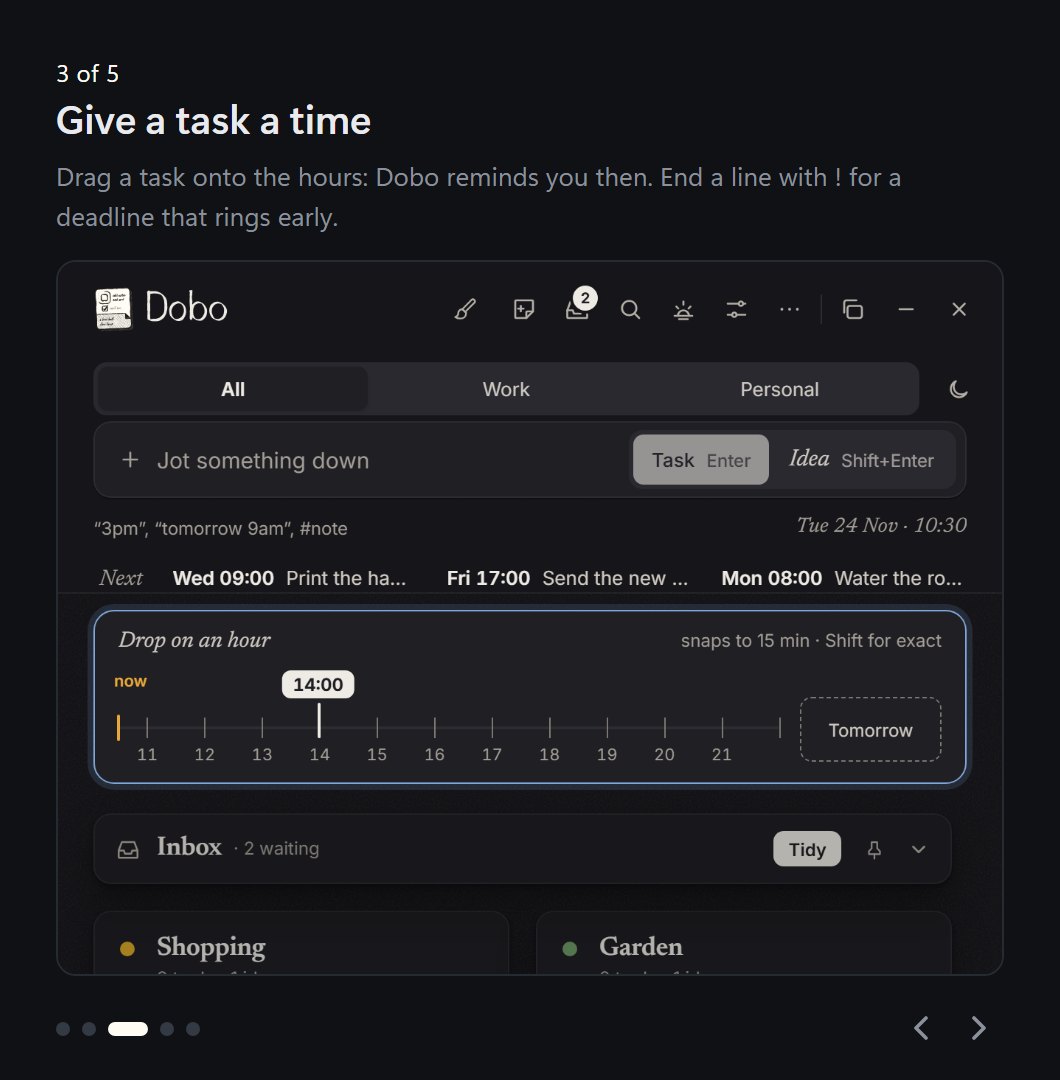 3 of 5
Give a task a time
Drag a task onto the hours: Dobo reminds you then. End a line with ! for a
deadline that rings early.
Dobo
2
All Work Personal
Jot something down Task Enter Idea Shift+Enter
“3pm”, “tomorrow 9am”, #note Tue 24 Nov · 10:30
Next Wed 09:00 Print the ha... Fri 17:00 Send the new ... Mon 08:00 Water the ro...
Drop on an hour snaps to 15 min · Shift for exact
now 14:00
11 12 13 14 15 16 17 18 19 20 21
Tomorrow
Inbox · 2 waiting Tidy
Shopping Garden